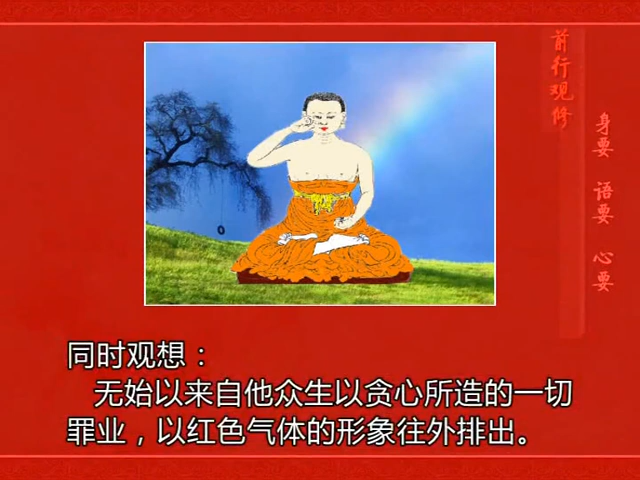 前行观修
身要 语要 心要
同时观想：
无始以来自他众生以贪心所造的一切
罪业，以红色气体的形象往外排出。